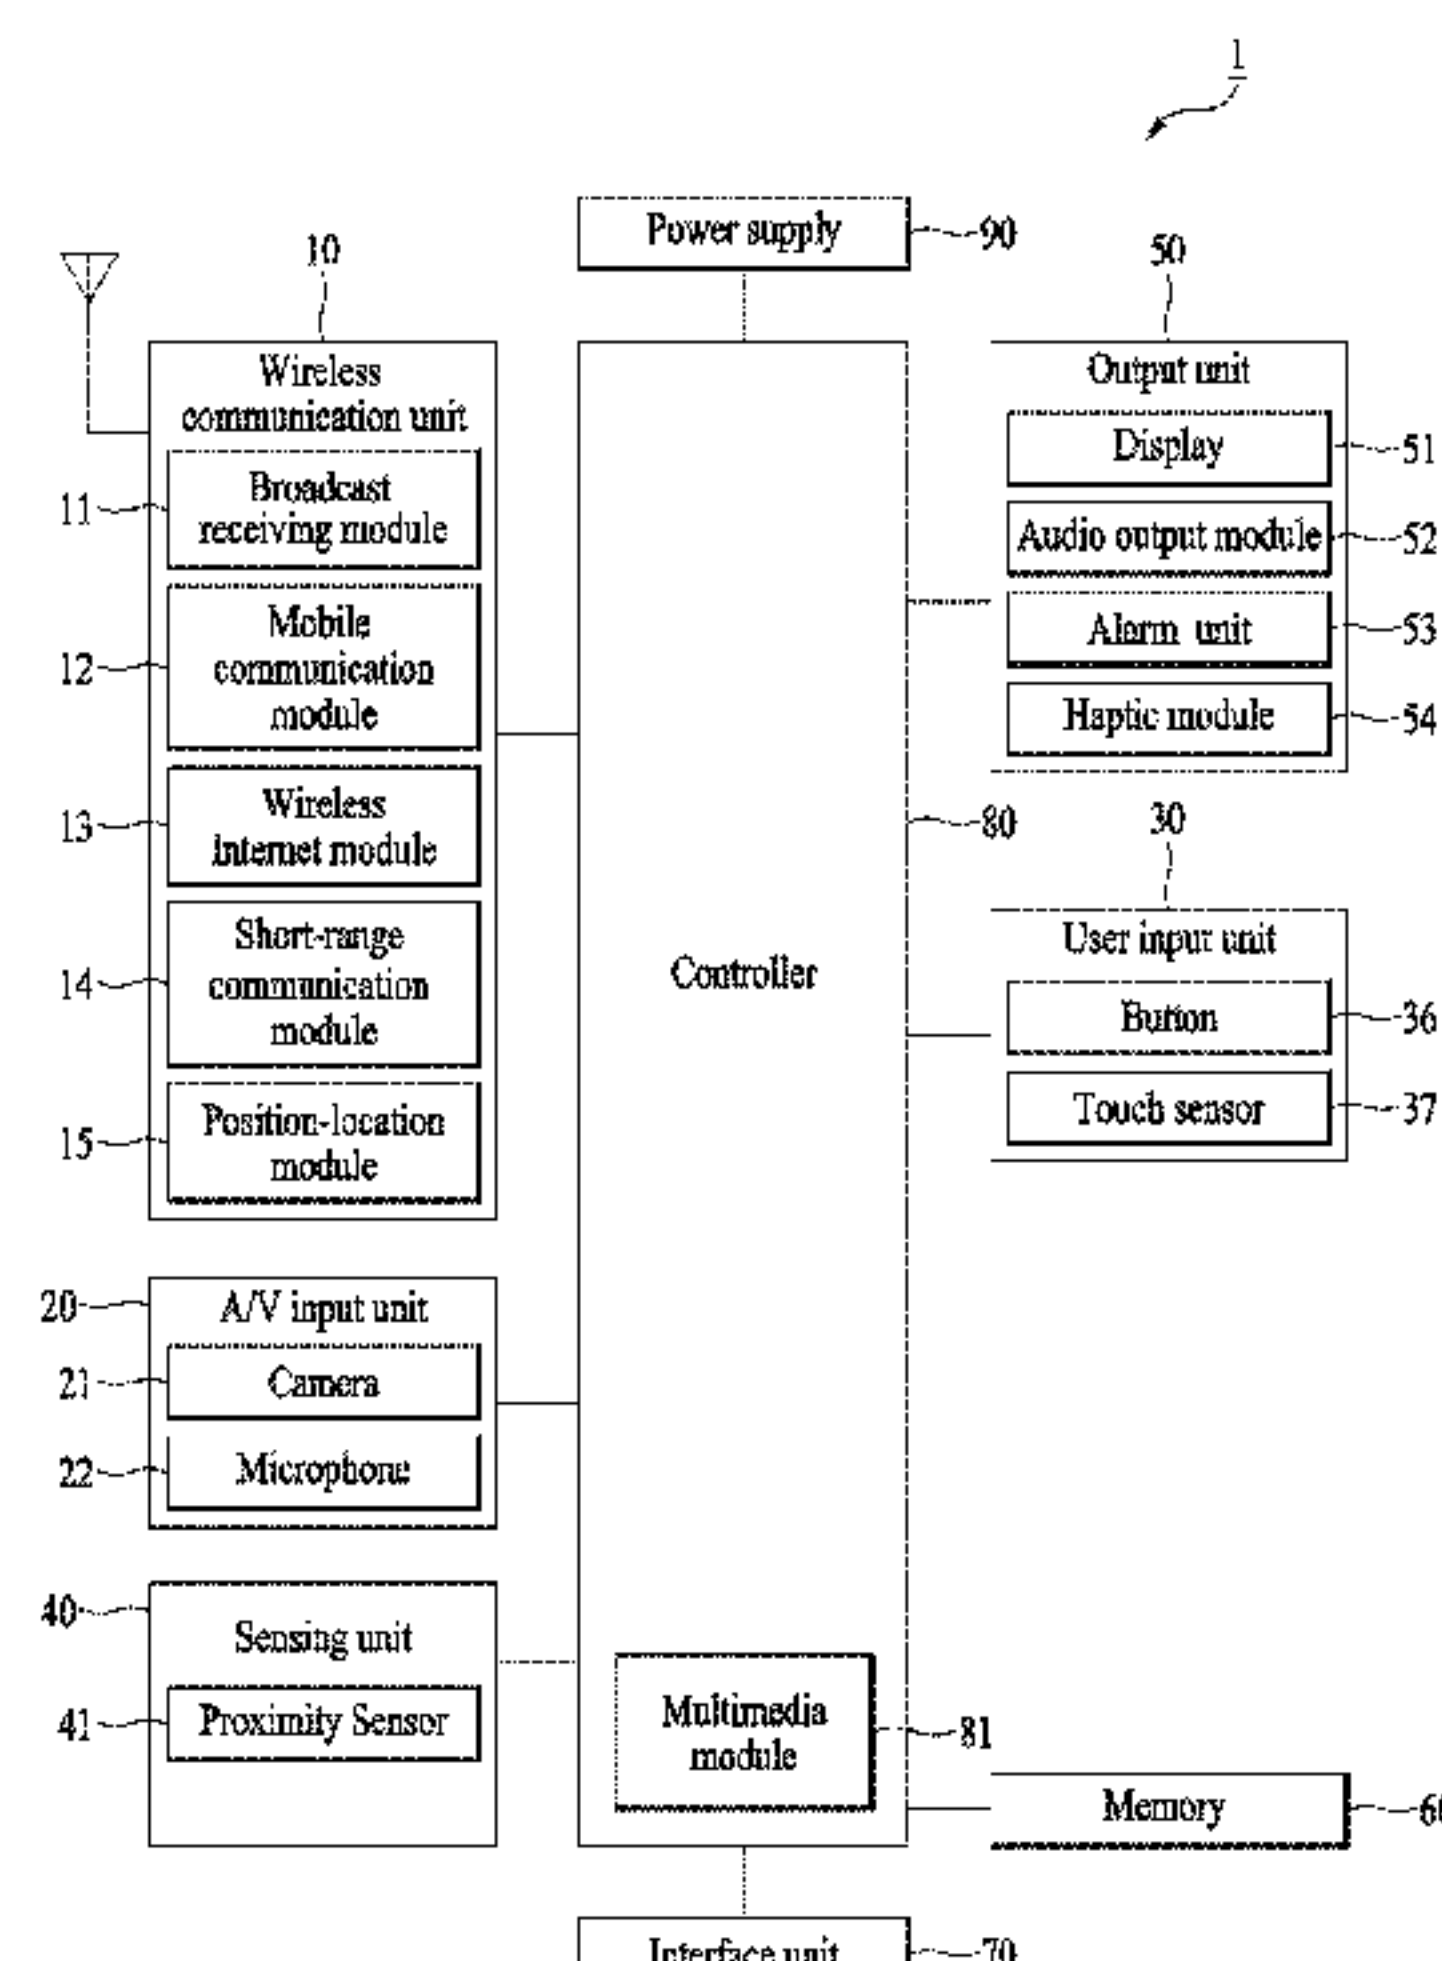 1
Power supply
90
10
Wireless
communication unit
Broadcast
receiving module
11
Mobile
communication
module
12
Wireless
internet module
13
Short-range
communication
module
14
Position-location
module
15
20
A/V input unit
21
Camera
22
Microphone
40
Sensing unit
41
Proximity Sensor
Controller
80
Multimedia
module
81
50
Output unit
Display
51
Audio output module
52
Alarm unit
53
Haptic module
54
30
User input unit
Button
36
Touch sensor
37
Memory
60
Interface unit
70